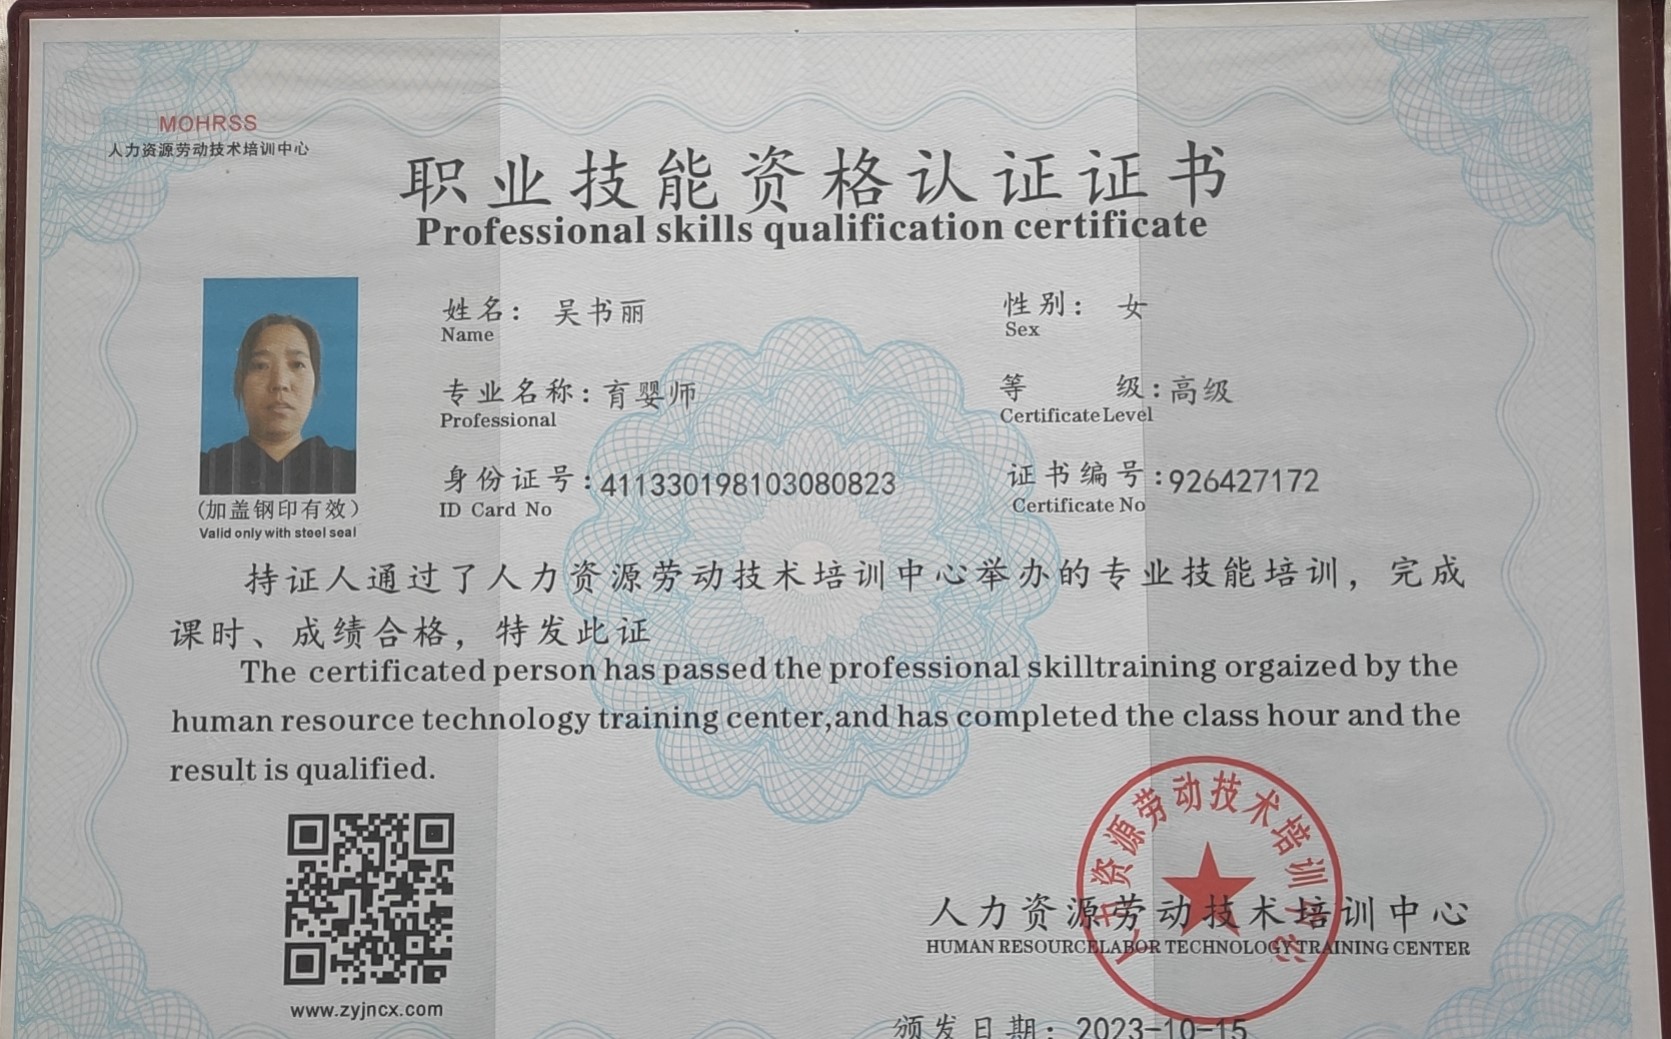 MOHRSS
人力资源劳动技术培训中心
职业技能资格认证证书
Professional skills qualification certificate
姓名：吴书丽
Name
性别：女
Sex
专业名称：育婴师
Professional
等 级：高级
Certificate Level
身份证号：411330198103080823
ID Card No
证书编号：926427172
Certificate No
（加盖钢印有效）
Valid only with steel seal
持证人通过了人力资源劳动技术培训中心举办的专业技能培训，完成
课时、成绩合格，特发此证
The certificated person has passed the professional skilltraining orgaized by the
human resource technology training center,and has completed the class hour and the
result is qualified.
www.zyjncx.com
人力资源劳动技术培训中心
人力资源劳动技术培训中心
HUMAN RESOURCE LABOR TECHNOLOGY TRAINING CENTER
颁发日期：2023-10-15